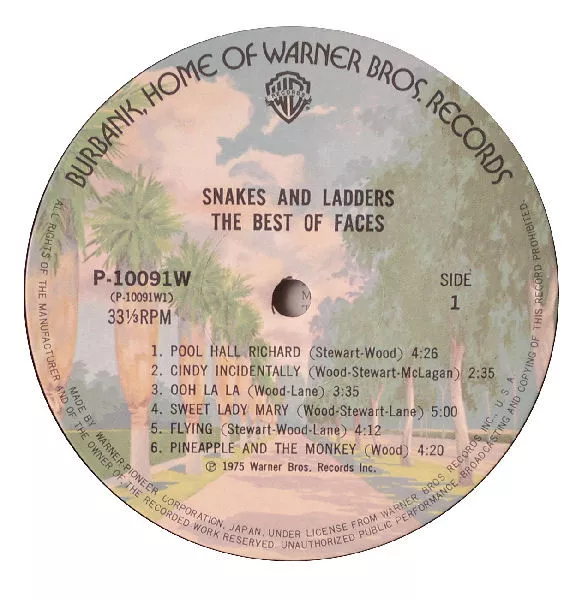 BURBANK, HOME OF WARNER BROS. RECORDS
RECORDS
SNAKES AND LADDERS
THE BEST OF FACES
P-10091W
(P-10091W1)
33⅓RPM
SIDE
1
1. POOL HALL RICHARD (Stewart-Wood) 4:26
2. CINDY INCIDENTALLY (Wood-Stewart-McLagan) 2:35
3. OOH LA LA (Wood-Lane) 3:35
4. SWEET LADY MARY (Wood-Stewart-Lane) 5:00
5. FLYING (Stewart-Wood-Lane) 4:12
6. PINEAPPLE AND THE MONKEY (Wood) 4:20
℗ 1975 Warner Bros. Records Inc.
MADE BY WARNER-PIONEER CORPORATION, JAPAN, UNDER LICENSE FROM WARNER BROS RECORDS INC., U.S.A
ALL RIGHTS OF THE MANUFACTURER AND OF THE OWNER OF THE RECORDED WORK RESERVED. UNAUTHORIZED PUBLIC PERFORMANCE, BROADCASTING AND COPYING OF THIS RECORD PROHIBITED.